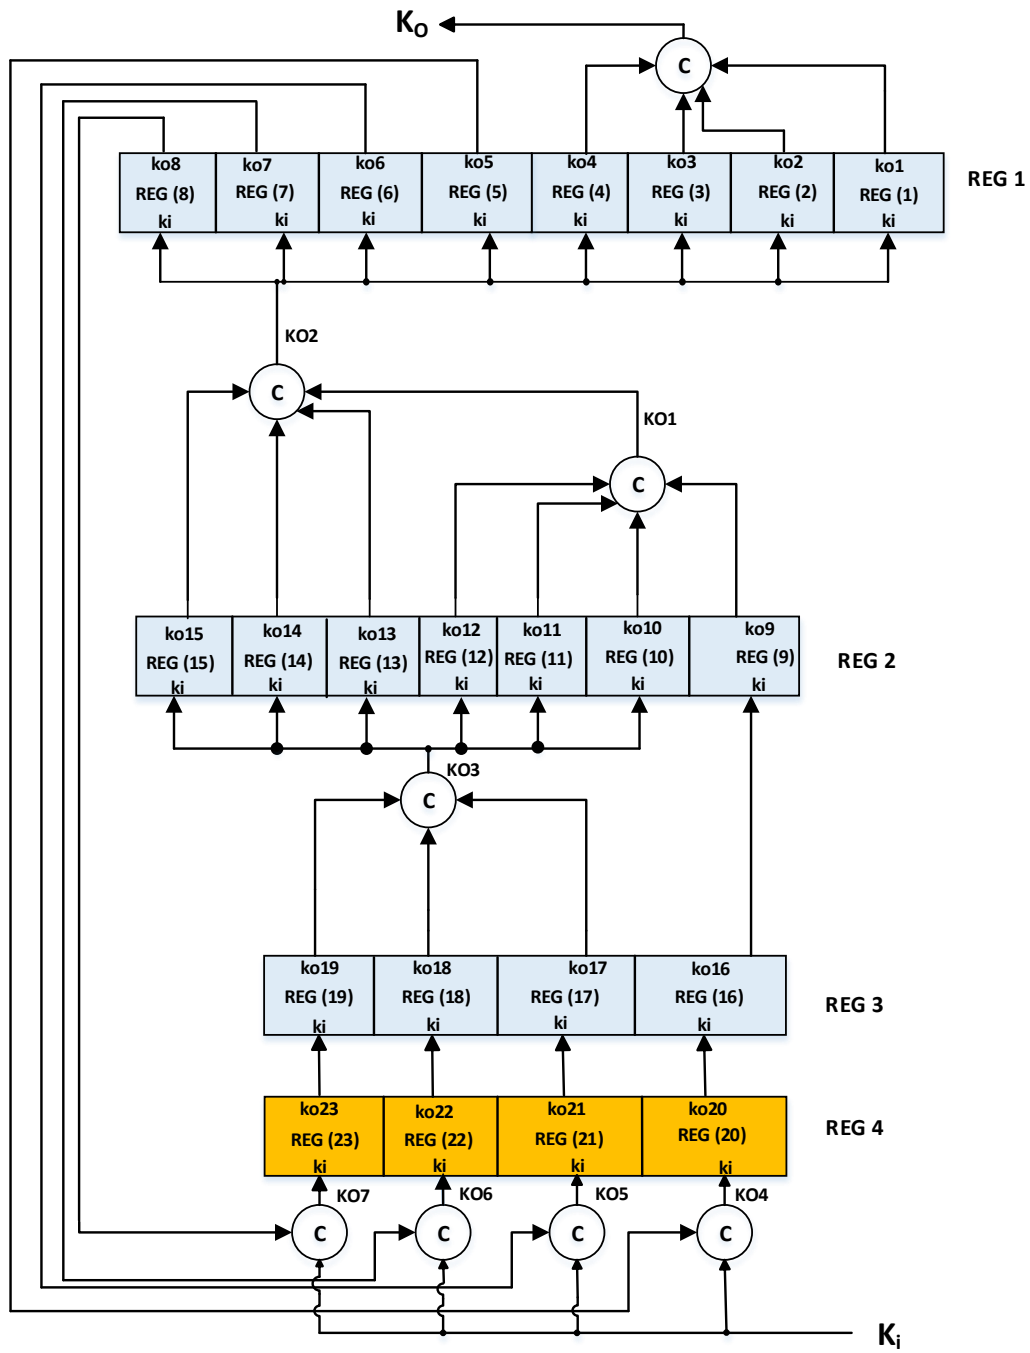 Ko
C
ko8 ko7 ko6 ko5 ko4 ko3 ko2 ko1
REG (8) REG (7) REG (6) REG (5) REG (4) REG (3) REG (2) REG (1)
ki ki ki ki ki ki ki ki
REG 1
KO2
C
KO1
C
ko15 ko14 ko13 ko12 ko11 ko10 ko9
REG (15) REG (14) REG (13) REG (12) REG (11) REG (10) REG (9)
ki ki ki ki ki ki ki
REG 2
KO3
C
ko19 ko18 ko17 ko16
REG (19) REG (18) REG (17) REG (16)
ki ki ki ki
REG 3
ko23 ko22 ko21 ko20
REG (23) REG (22) REG (21) REG (20)
ki ki ki ki
REG 4
KO7 KO6 KO5 KO4
C C C C
Ki